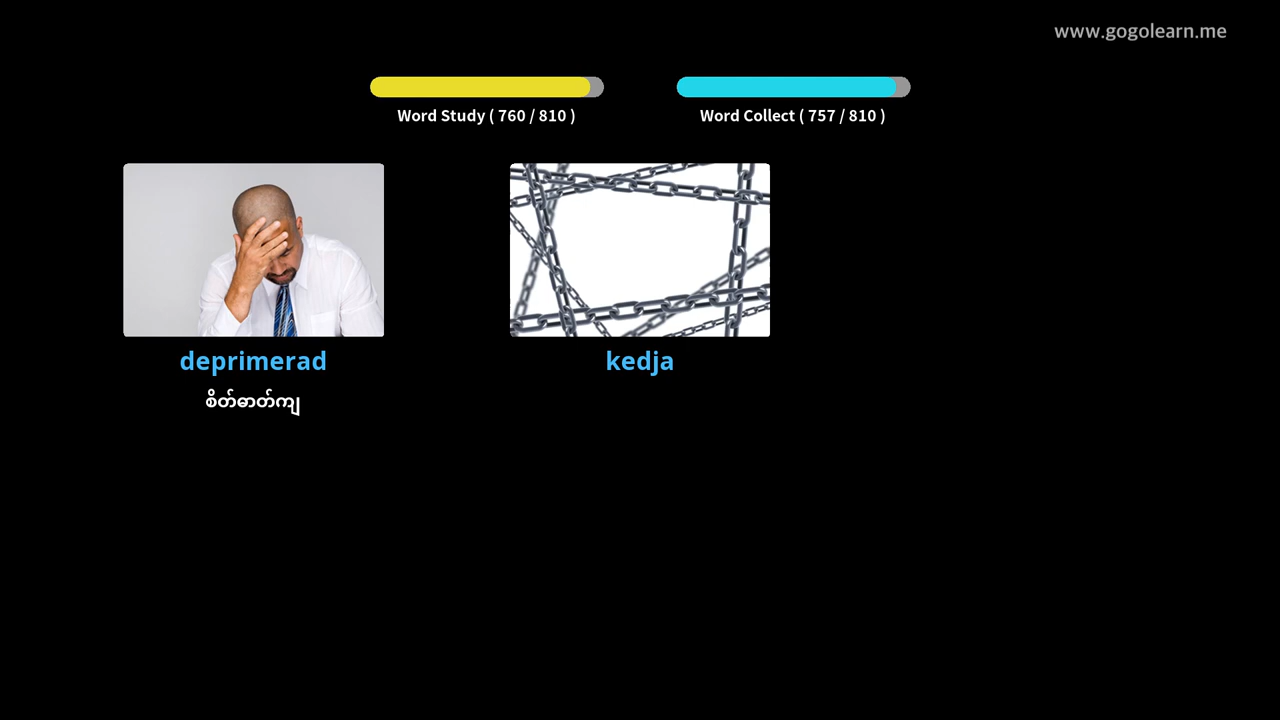 www.gogolearn.me
Word Study ( 760 / 810 )
Word Collect ( 757 / 810 )
deprimerad
kedja
စိတ်ဓာတ်ကျ